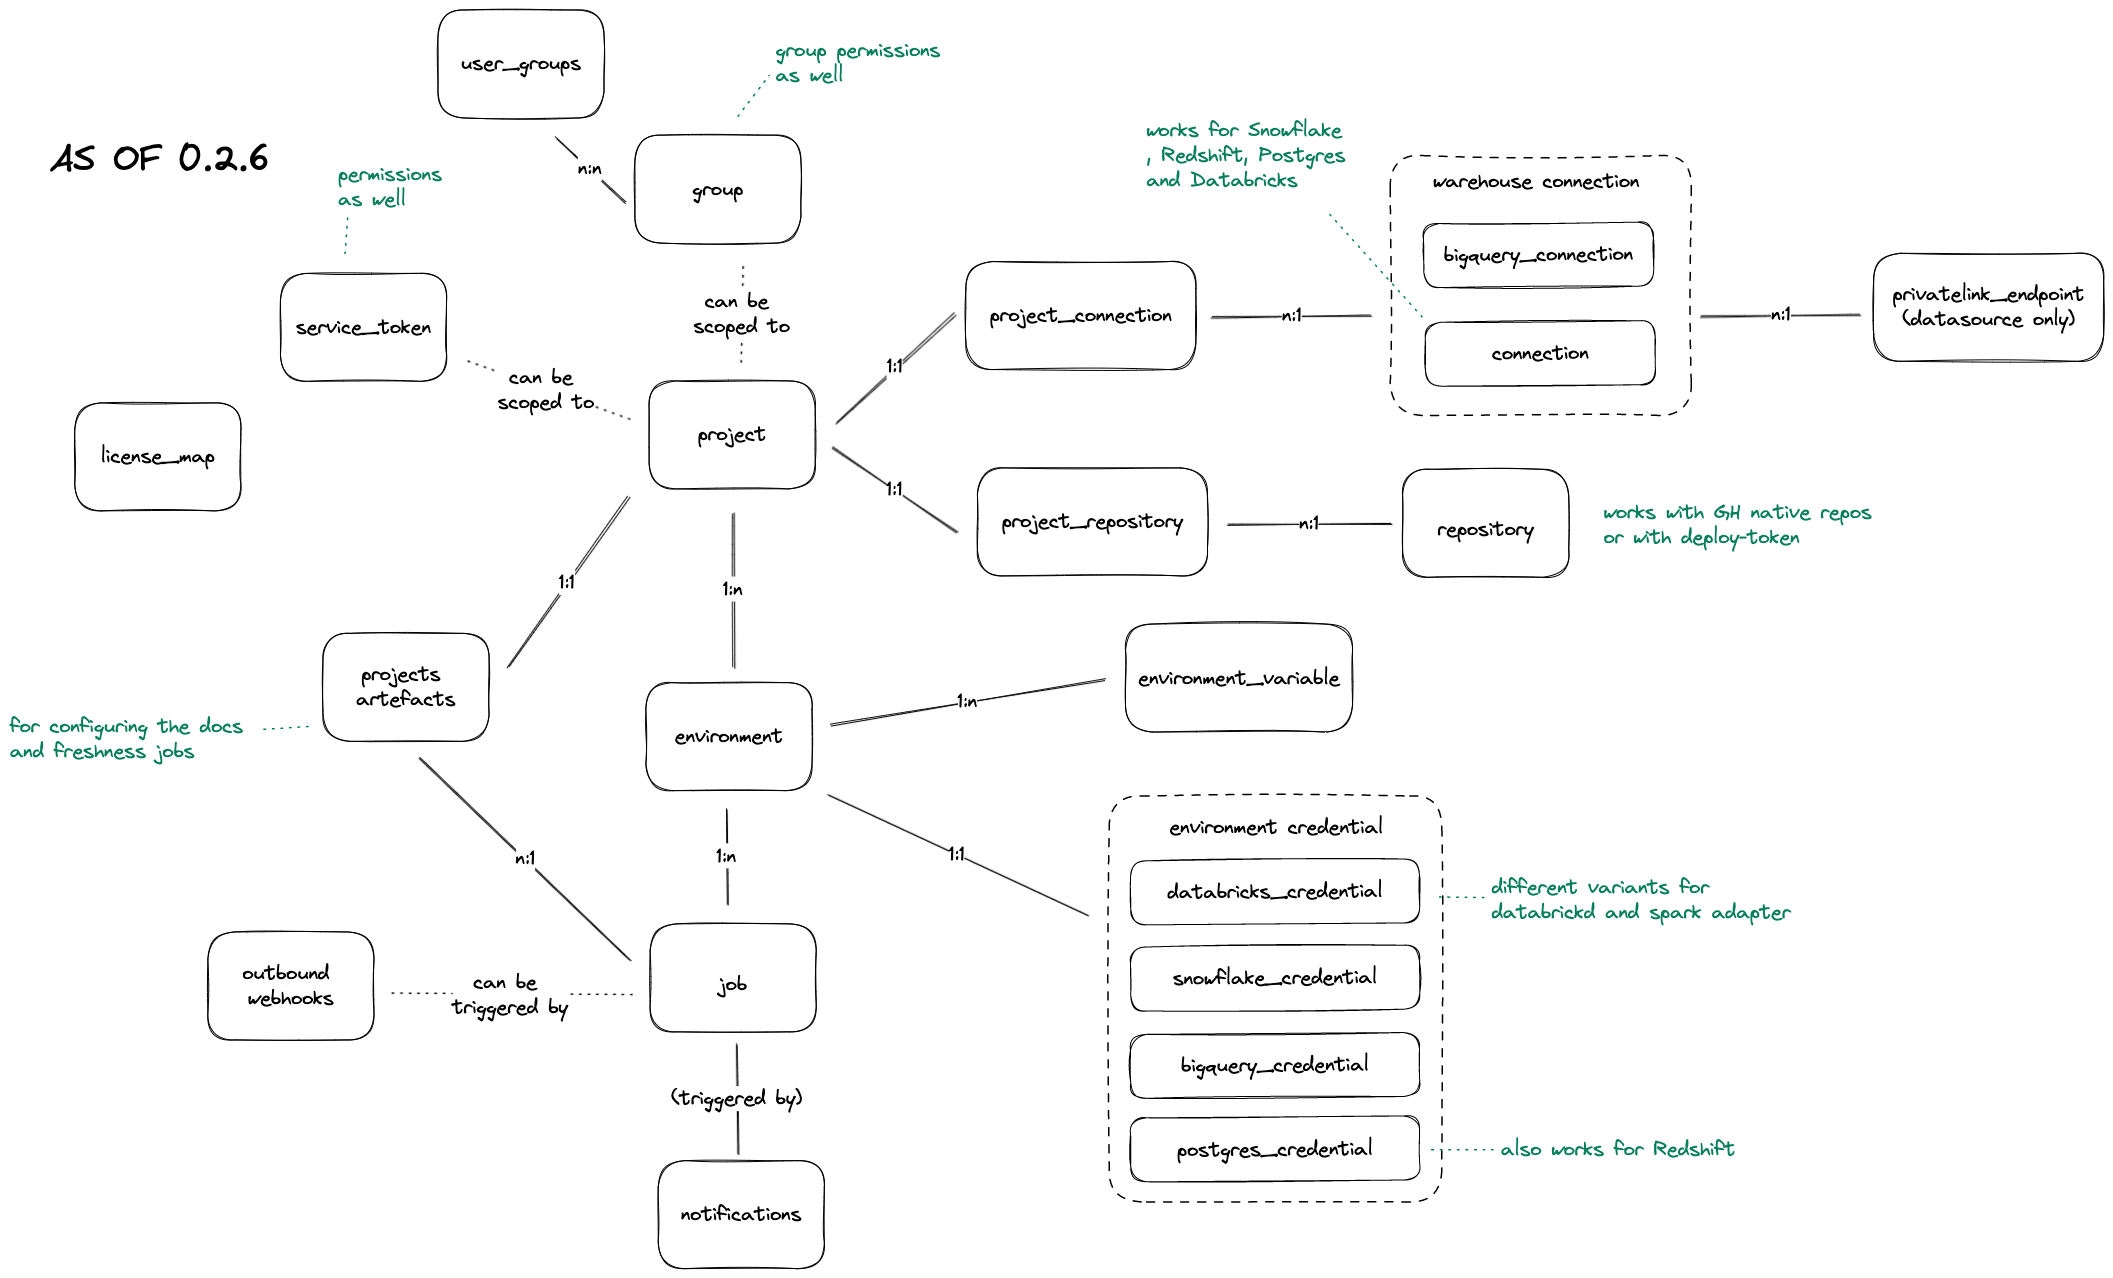 user_groups
group permissions
as well
AS OF 0.2.6
n:n
group
permissions
as well
works for Snowflake
, Redshift, Postgres
and Databricks
warehouse connection
bigquery_connection
connection
service_token
can be
scoped to
can be
scoped to
project_connection
n:1
n:1
privatelink_endpoint
(datasource only)
license_map
project
1:1
1:1
project_repository
n:1
repository
works with GH native repos
or with deploy-token
1:1
1:n
projects
artefacts
for configuring the docs
and freshness jobs
environment
1:n
environment_variable
n:1
1:n
1:1
environment credential
databricks_credential
different variants for
databrickd and spark adapter
snowflake_credential
bigquery_credential
postgres_credential
also works for Redshift
outbound
webhooks
can be
triggered by
job
(triggered by)
notifications